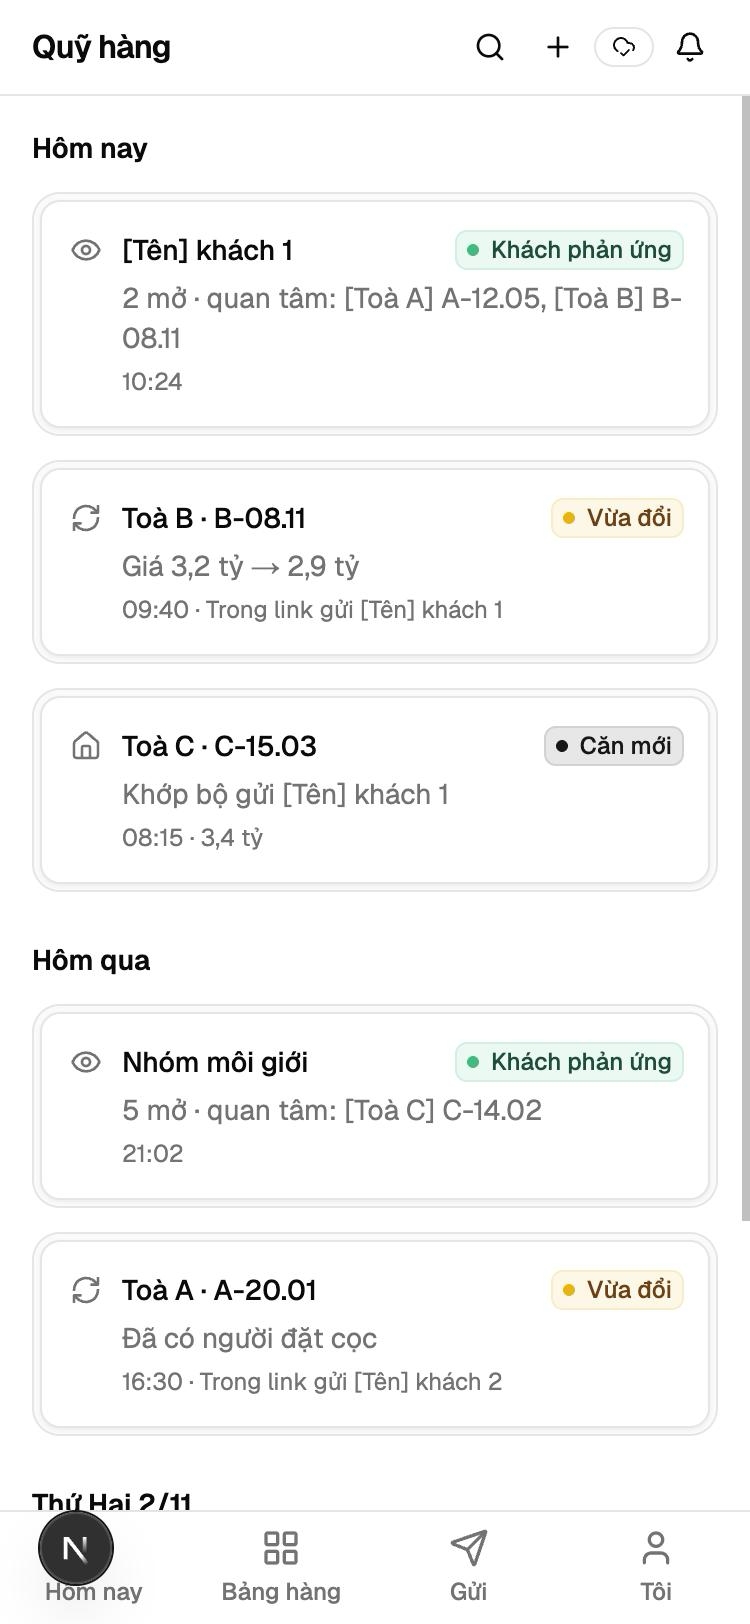 Quỹ hàng
Hôm nay
[Tên] khách 1
Khách phản ứng
2 mở · quan tâm: [Toà A] A-12.05, [Toà B] B-
08.11
10:24
Toà B · B-08.11
Vừa đổi
Giá 3,2 tỷ → 2,9 tỷ
09:40 · Trong link gửi [Tên] khách 1
Toà C · C-15.03
Căn mới
Khớp bộ gửi [Tên] khách 1
08:15 · 3,4 tỷ
Hôm qua
Nhóm môi giới
Khách phản ứng
5 mở · quan tâm: [Toà C] C-14.02
21:02
Toà A · A-20.01
Vừa đổi
Đã có người đặt cọc
16:30 · Trong link gửi [Tên] khách 2
Thứ Hai 2/11
N
Hôm nay
Bảng hàng
Gửi
Tôi